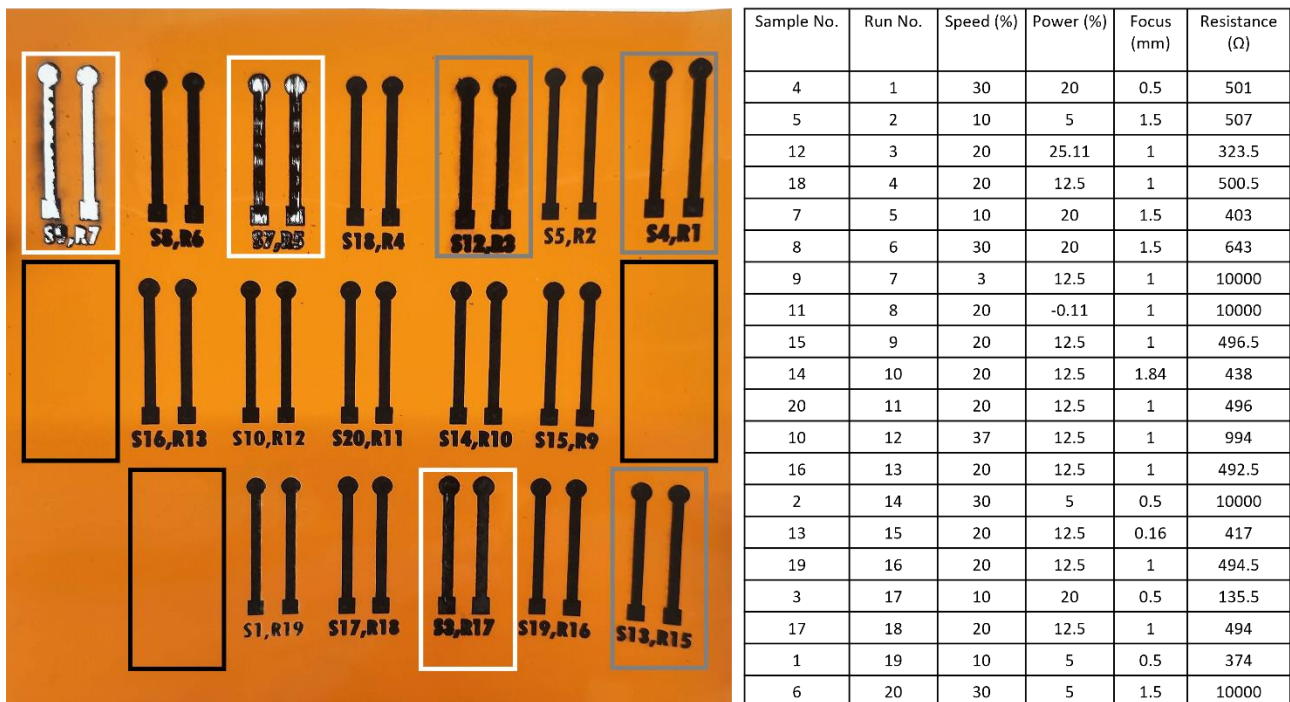 S9,R7 S8,R6 S7,R5 S18,R4 S12,R3 S5,R2 S4,R1
S16,R13 S10,R12 S20,R11 S14,R10 S15,R9
S1,R19 S17,R18 S3,R17 S19,R16 S13,R15
Sample No. Run No. Speed (%) Power (%) Focus (mm) Resistance (Ω)
4 1 30 20 0.5 501
5 2 10 5 1.5 507
12 3 20 25.11 1 323.5
18 4 20 12.5 1 500.5
7 5 10 20 1.5 403
8 6 30 20 1.5 643
9 7 3 12.5 1 10000
11 8 20 -0.11 1 10000
15 9 20 12.5 1 496.5
14 10 20 12.5 1.84 438
20 11 20 12.5 1 496
10 12 37 12.5 1 994
16 13 20 12.5 1 492.5
2 14 30 5 0.5 10000
13 15 20 12.5 0.16 417
19 16 20 12.5 1 494.5
3 17 10 20 0.5 135.5
17 18 20 12.5 1 494
1 19 10 5 0.5 374
6 20 30 5 1.5 10000